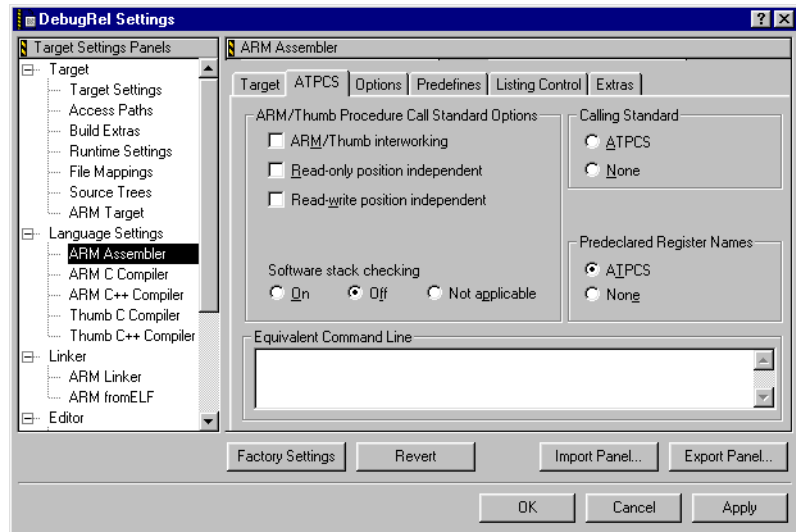 DebugRel Settings
Target Settings Panels
Target
Target Settings
Access Paths
Build Extras
Runtime Settings
File Mappings
Source Trees
ARM Target
Language Settings
ARM Assembler
ARM C Compiler
ARM C++ Compiler
Thumb C Compiler
Thumb C++ Compiler
Linker
ARM Linker
ARM fromELF
Editor
ARM Assembler
Target ATPCS Options Predefines Listing Control Extras
ARM/Thumb Procedure Call Standard Options
ARM/Thumb interworking
Read-only position independent
Read-write position independent
Software stack checking
On Off Not applicable
Calling Standard
ATPCS
None
Predeclared Register Names
ATPCS
None
Equivalent Command Line
Factory Settings Revert Import Panel... Export Panel...
OK Cancel Apply